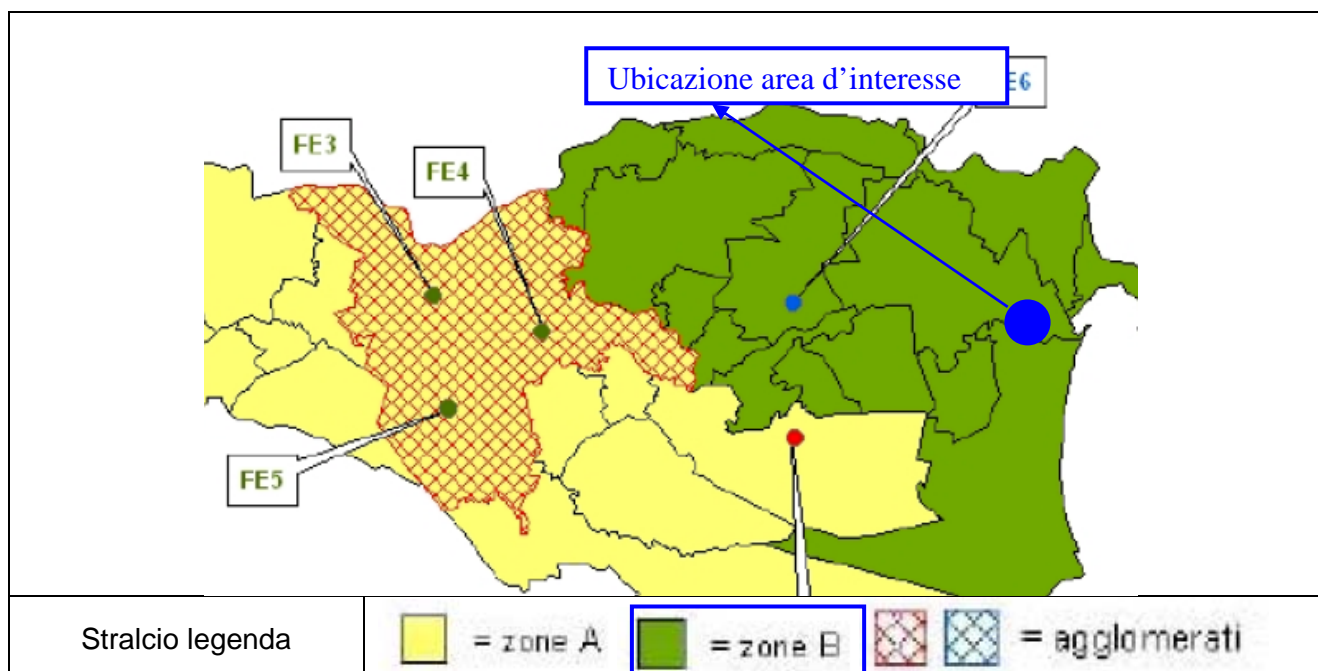 Ubicazione area d'interesse
E6
FE3
FE4
FE5
Stralcio legenda
= zone A
= zone B
= agglomerati